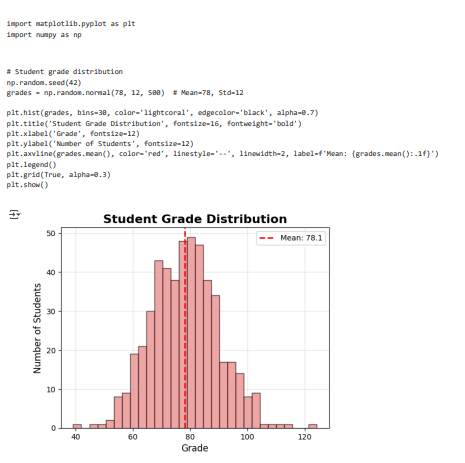 import matplotlib.pyplot as plt
import numpy as np
# Student grade distribution
np.random.seed(42)
grades = np.random.normal(78, 12, 500)  # Mean=78, Std=12
plt.hist(grades, bins=30, color='lightcoral', edgecolor='black', alpha=0.7)
plt.title('Student Grade Distribution', fontsize=16, fontweight='bold')
plt.xlabel('Grade', fontsize=12)
plt.ylabel('Number of Students', fontsize=12)
plt.axvline(grades.mean(), color='red', linestyle='--', linewidth=2, label=f'Mean: {grades.mean():.1f}')
plt.legend()
plt.grid(True, alpha=0.3)
plt.show()
Student Grade Distribution
Mean: 78.1
Number of Students
50
40
30
20
10
0
40 60 80 100 120
Grade